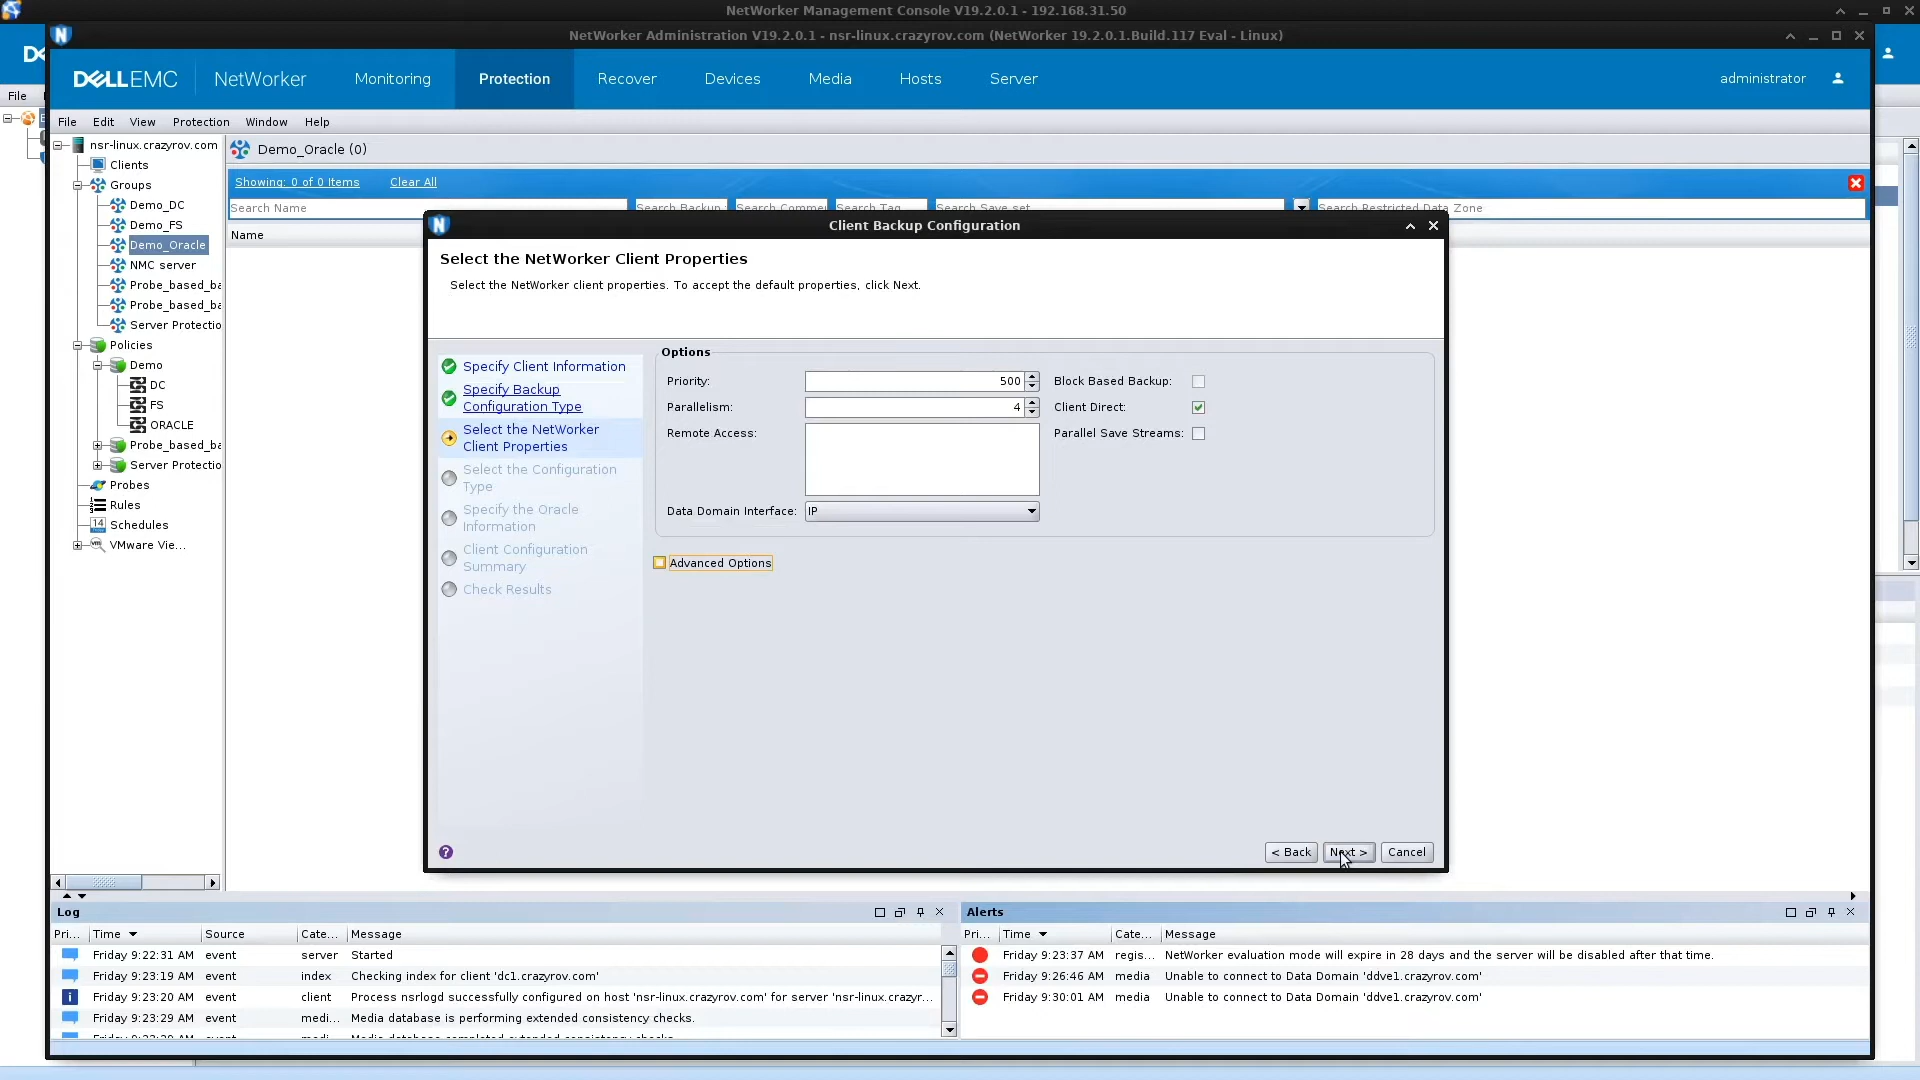 NetWorker Management Console V19.2.0.1 - 192.168.31.50
NetWorker Administration V19.2.0.1 - nsr-linux.crazyrov.com (NetWorker 19.2.0.1.Build.117 Eval - Linux)
DELLEMC NetWorker Monitoring Protection Recover Devices Media Hosts Server administrator
File
File Edit View Protection Window Help
nsr-linux.crazyrov.com
Clients
Groups
Demo_DC
Demo_FS
Demo_Oracle
NMC server
Probe_based_ba
Probe_based_ba
Server Protectio
Policies
Demo
DC
FS
ORACLE
Probe_based_ba
Server Protectio
Probes
Rules
Schedules
VMware Vie...
Demo_Oracle (0)
Showing: 0 of 0 Items Clear All
Search Name Search Backup Search Comme Search Tag Search Save set Search Restricted Data Zone
Name
Client Backup Configuration
Select the NetWorker Client Properties
Select the NetWorker client properties. To accept the default properties, click Next.
Specify Client Information
Specify Backup
Configuration Type
Select the NetWorker
Client Properties
Select the Configuration
Type
Specify the Oracle
Information
Client Configuration
Summary
Check Results
Options
Priority: 500 Block Based Backup:
Parallelism: 4 Client Direct:
Remote Access: Parallel Save Streams:
Data Domain Interface: IP
Advanced Options
< Back Next > Cancel
Log
Pri... Time Source Cate... Message
Friday 9:22:31 AM event server Started
Friday 9:23:19 AM event index Checking index for client 'dc1.crazyrov.com'
Friday 9:23:20 AM event client Process nsrlogd successfully configured on host 'nsr-linux.crazyrov.com' for server 'nsr-linux.crazyr...
Friday 9:23:29 AM event medi... Media database is performing extended consistency checks.
Alerts
Pri... Time Cate... Message
Friday 9:23:37 AM regis... NetWorker evaluation mode will expire in 28 days and the server will be disabled after that time.
Friday 9:26:46 AM media Unable to connect to Data Domain 'ddve1.crazyrov.com'
Friday 9:30:01 AM media Unable to connect to Data Domain 'ddve1.crazyrov.com'